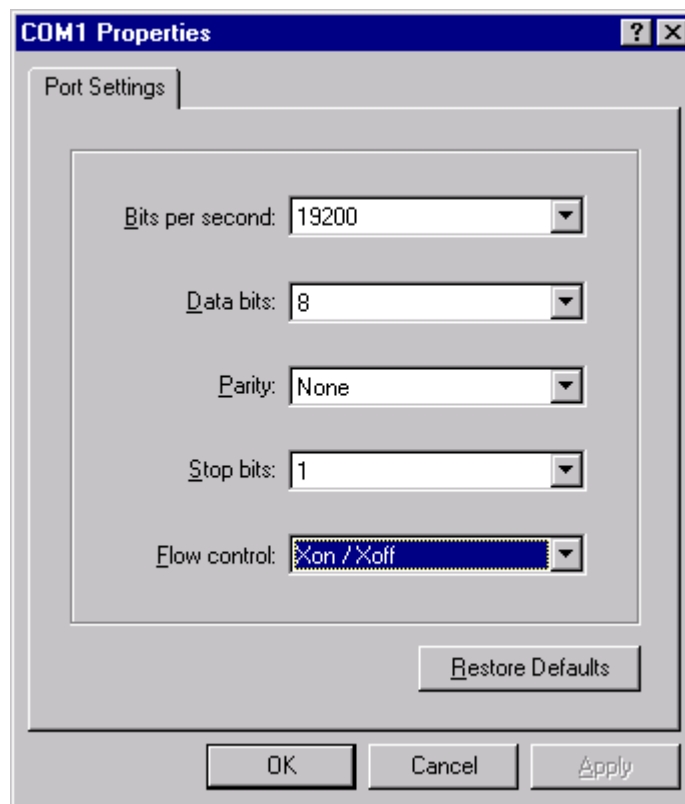 COM1 Properties
Port Settings
Bits per second: 19200
Data bits: 8
Parity: None
Stop bits: 1
Flow control: Xon / Xoff
Restore Defaults
OK Cancel Apply